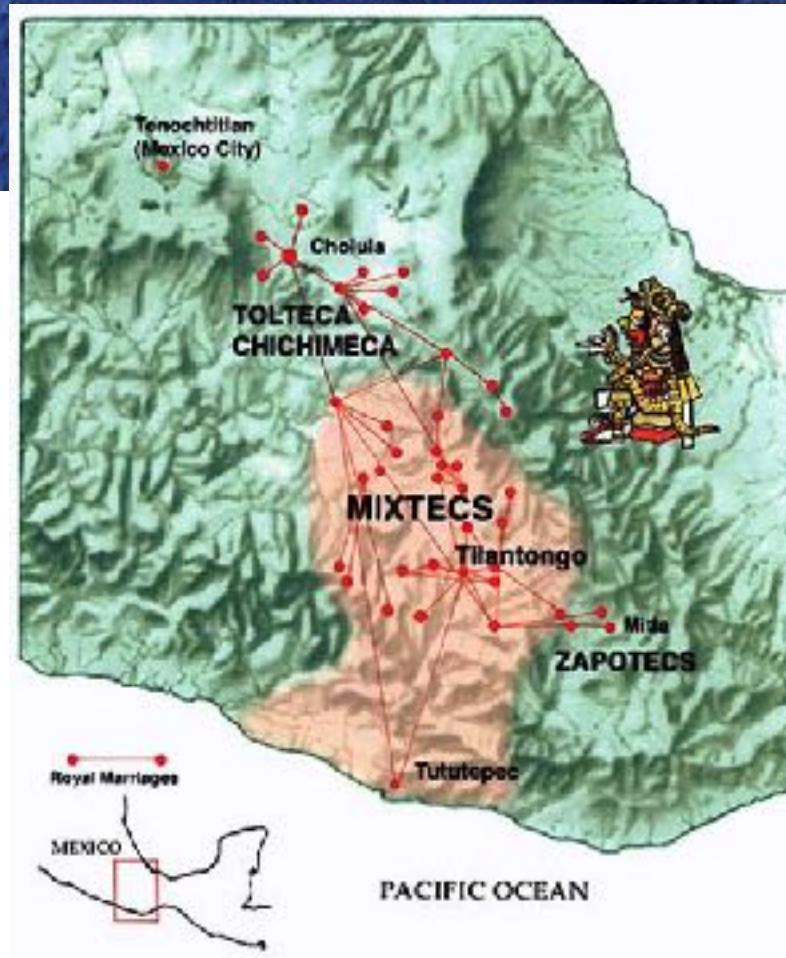 Tenochtitlan
(Mexico City)
Cholula
TOLTECA
CHICHIMECA
MIXTECS
Tilantongo
Mitla
ZAPOTECS
Tututepec
Royal Marriages
MEXICO
PACIFIC OCEAN